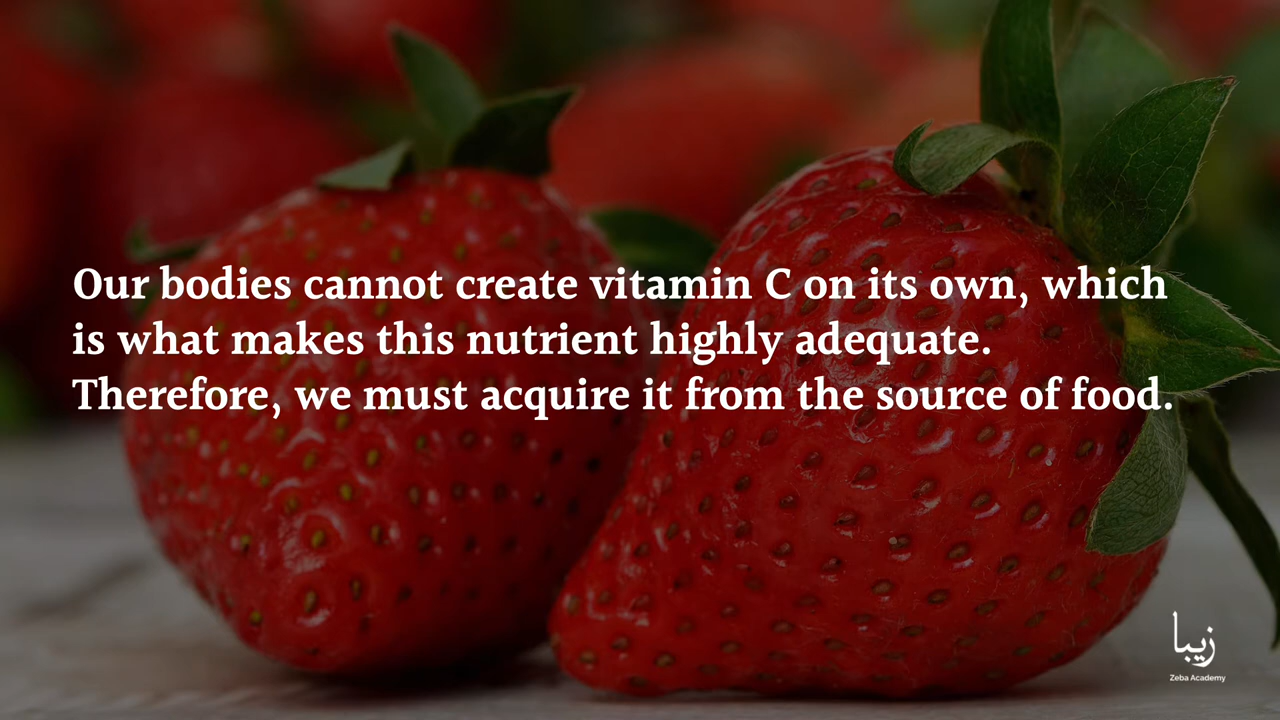 Our bodies cannot create vitamin C on its own, which
is what makes this nutrient highly adequate.
Therefore, we must acquire it from the source of food.
زیبا
Zeba Academy